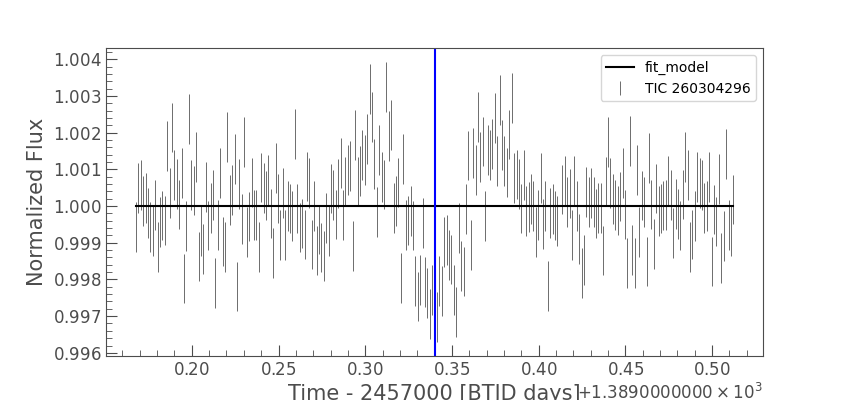 1.004
1.003
1.002
1.001
1.000
0.999
0.998
0.997
0.996
Normalized Flux
fit_model
TIC 260304296
0.20 0.25 0.30 0.35 0.40 0.45 0.50
Time - 2457000 [BTJD days]
+1.3890000000 × 10³